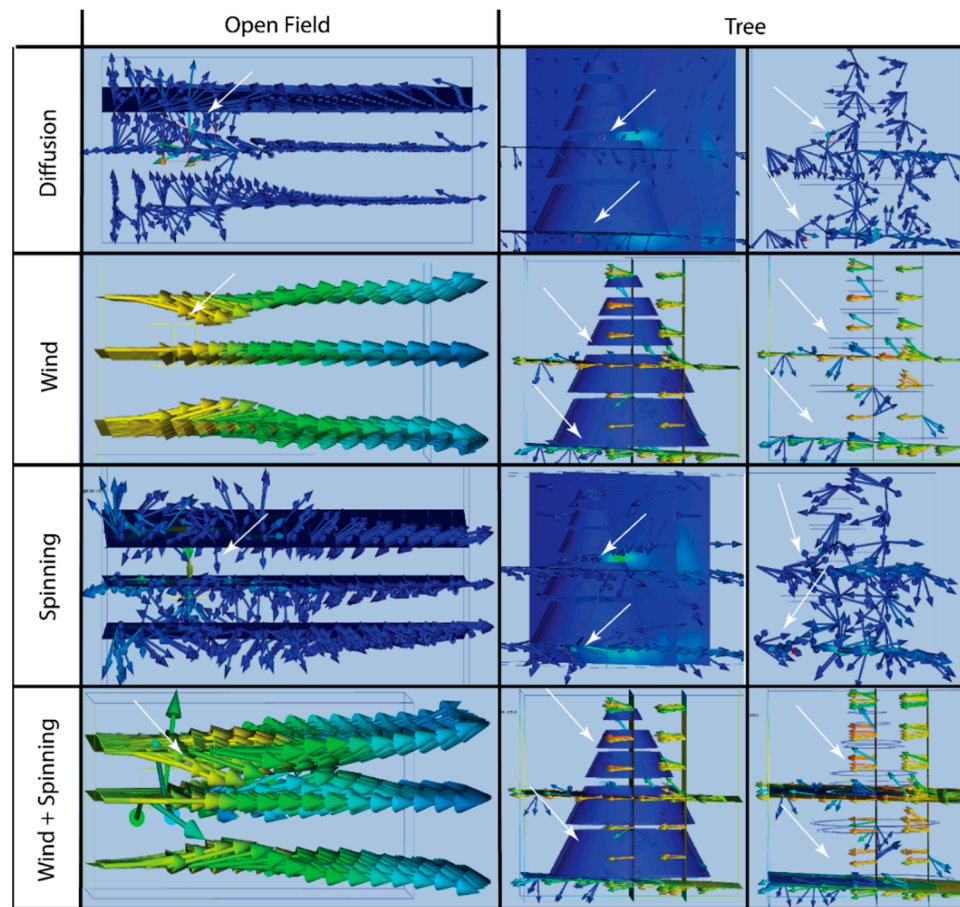 Open Field
Tree
Diffusion
Wind
Spinning
Wind + Spinning